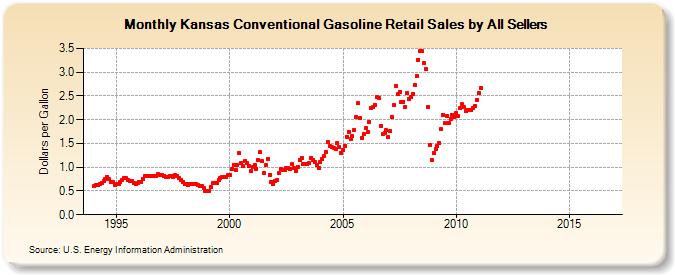 Monthly Kansas Conventional Gasoline Retail Sales by All Sellers
Dollars per Gallon
3.5
3.0
2.5
2.0
1.5
1.0
0.5
0.0
1995 2000 2005 2010 2015
Source: U.S. Energy Information Administration